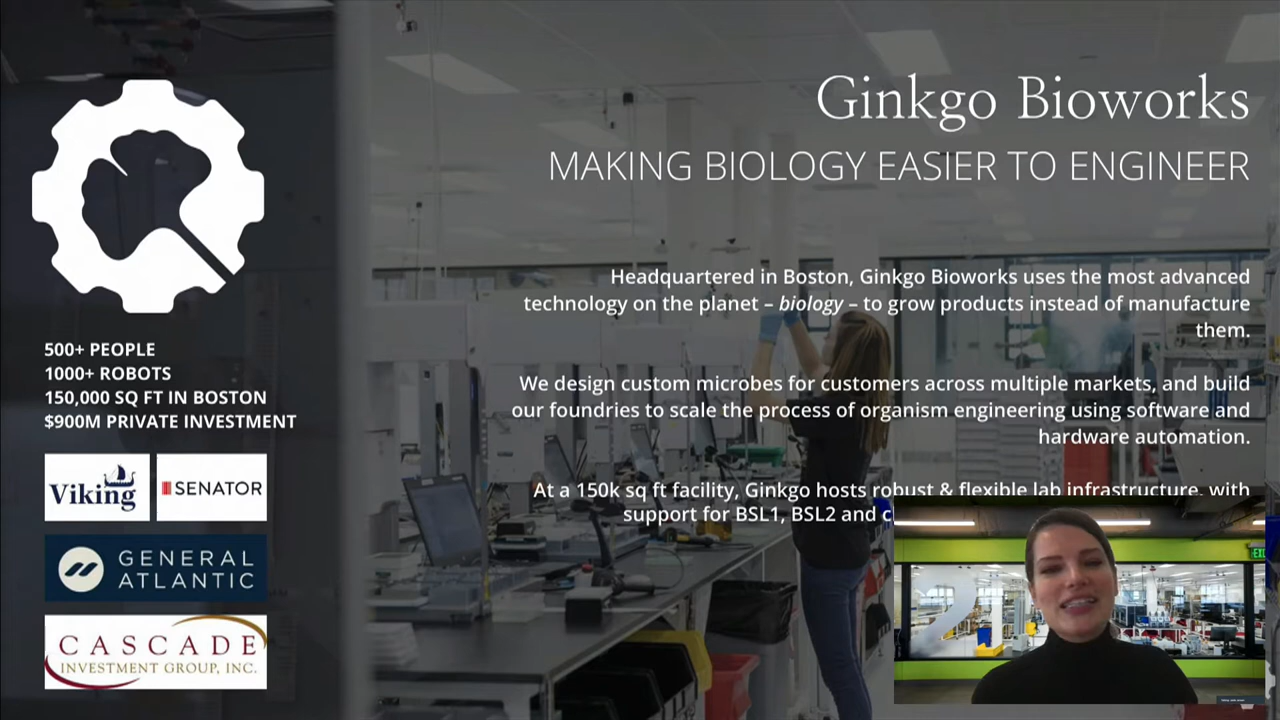 Ginkgo Bioworks
MAKING BIOLOGY EASIER TO ENGINEER
Headquartered in Boston, Ginkgo Bioworks uses the most advanced
technology on the planet – biology – to grow products instead of manufacture
them.
We design custom microbes for customers across multiple markets, and build
our foundries to scale the process of organism engineering using software and
hardware automation.
At a 150k sq ft facility, Ginkgo hosts robust & flexible lab infrastructure, with
support for BSL1, BSL2 and c
500+ PEOPLE
1000+ ROBOTS
150,000 SQ FT IN BOSTON
$900M PRIVATE INVESTMENT
Viking
SENATOR
GENERAL
ATLANTIC
CASCADE
INVESTMENT GROUP, INC.